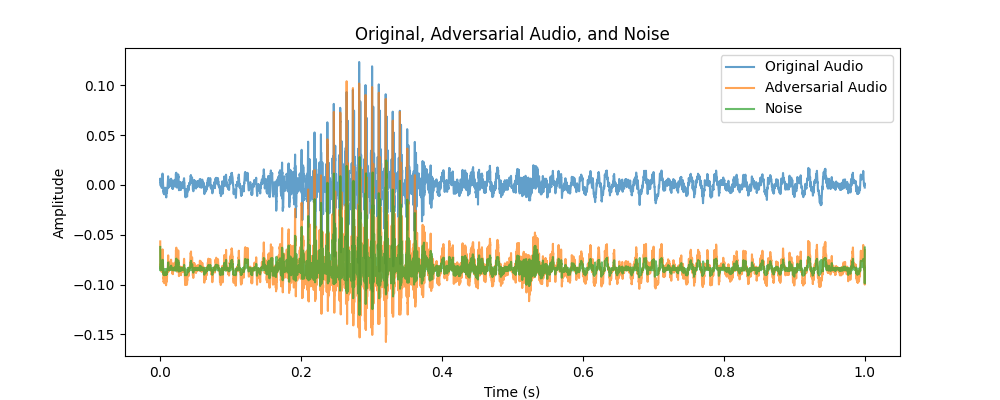 Original, Adversarial Audio, and Noise
Original Audio
Adversarial Audio
Noise
Amplitude
0.10
0.05
0.00
−0.05
−0.10
−0.15
0.0 0.2 0.4 0.6 0.8 1.0
Time (s)